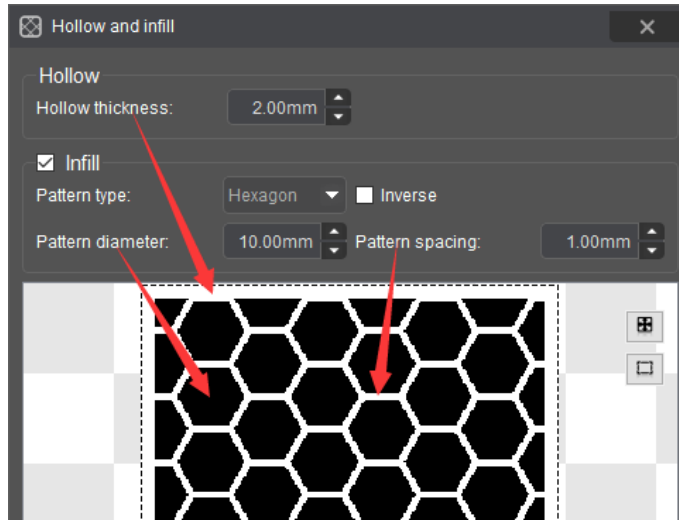 Hollow and infill
Hollow
Hollow thickness: 2.00mm
Infill
Pattern type: Hexagon Inverse
Pattern diameter: 10.00mm Pattern spacing: 1.00mm